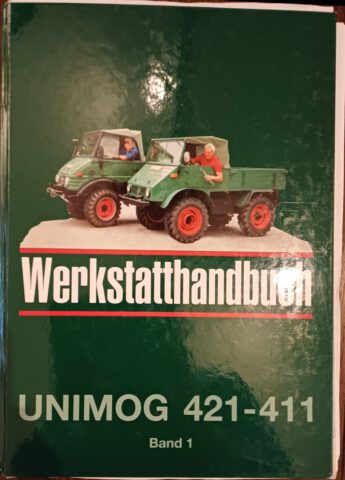 Werkstatthandbuch
UNIMOG 421-411
Band 1